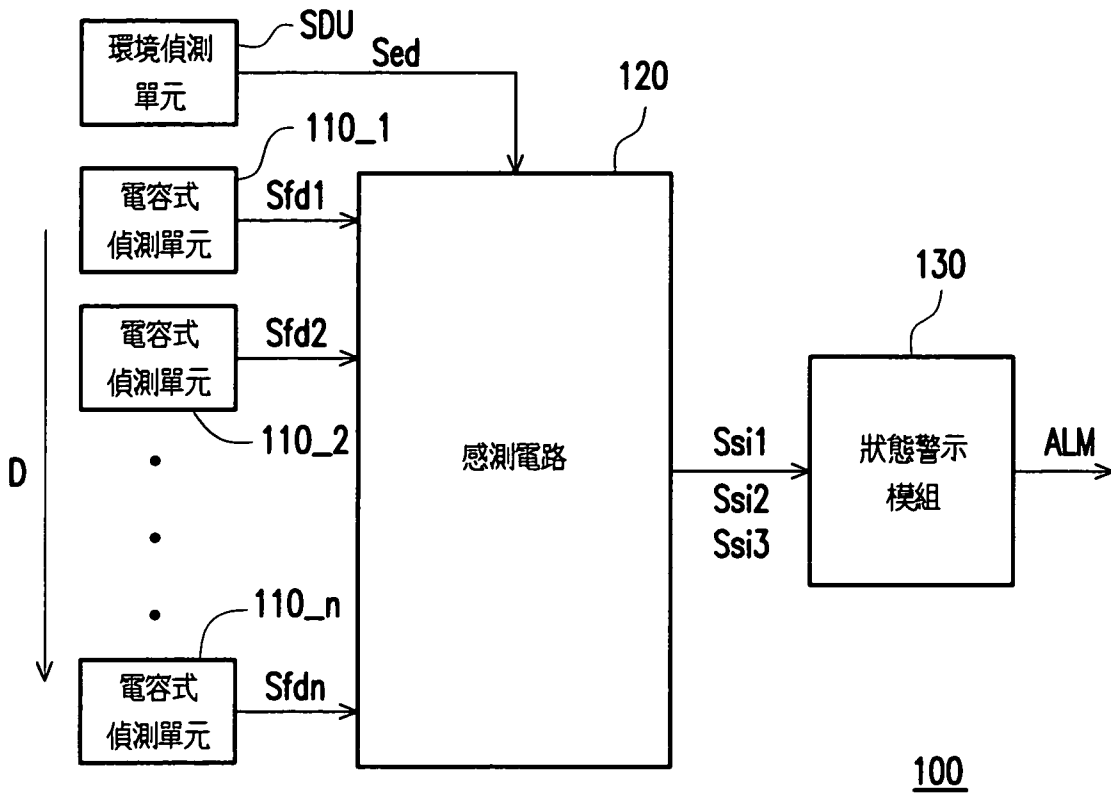 環境偵測
單元
SDU
Sed
120
110_1
電容式
偵測單元
Sfd1
電容式
偵測單元
Sfd2
110_2
D
感測電路
130
狀態警示
模組
Ssi1
Ssi2
Ssi3
ALM
110_n
電容式
偵測單元
Sfdn
100